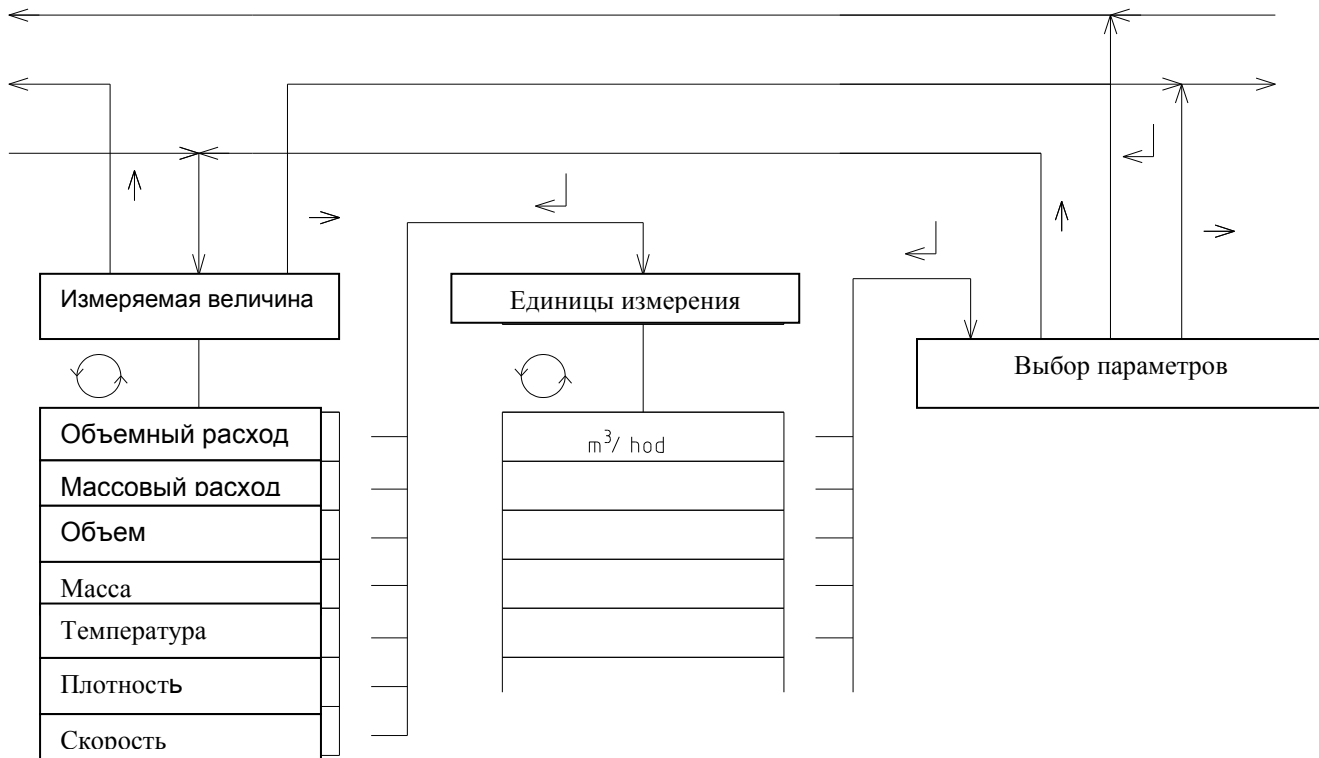 Измеряемая величина
Единицы измерения
Выбор параметров
Объемный расход
m³/ hod
Массовый расход
Объем
Масса
Температура
Плотность
Скорость